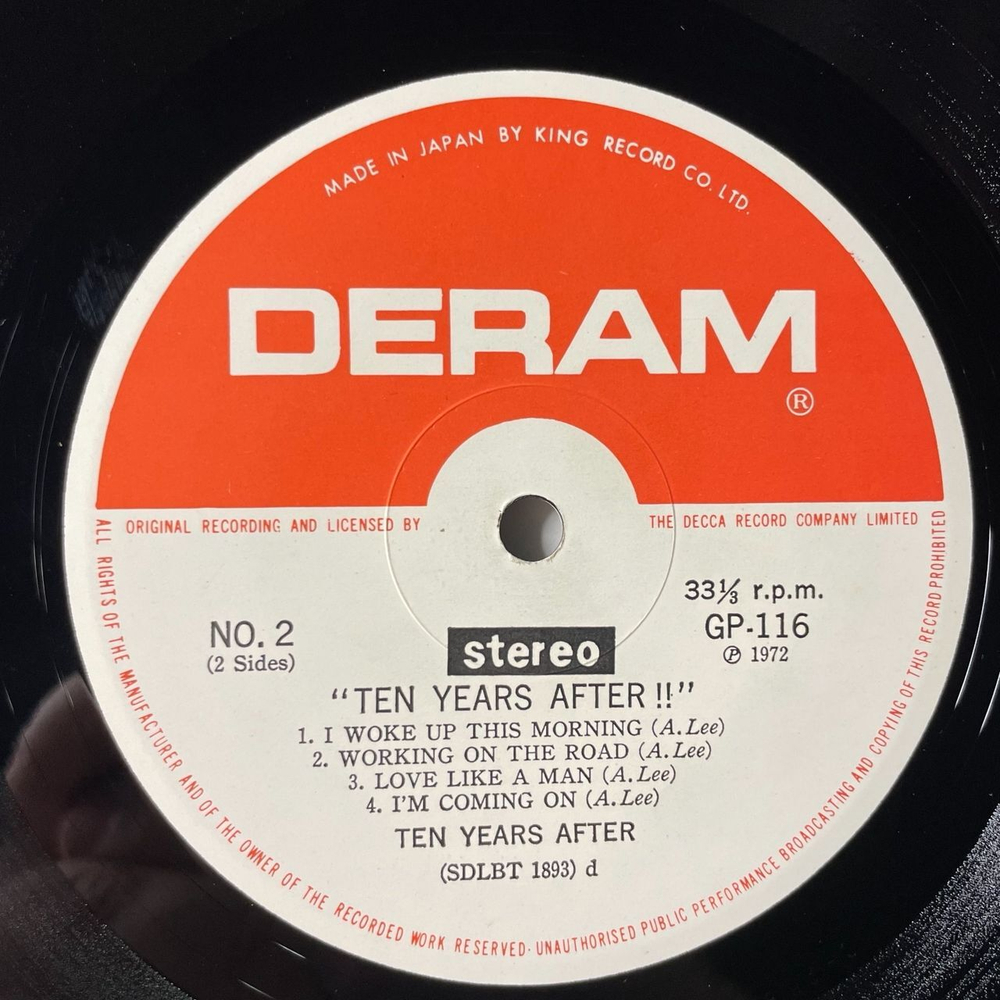 MADE IN JAPAN BY KING RECORD CO. LTD.
DERAM
®
ORIGINAL RECORDING AND LICENSED BY THE DECCA RECORD COMPANY LIMITED
33⅓ r.p.m.
NO. 2
GP-116
(2 Sides)
℗ 1972
stereo
"TEN YEARS AFTER!!"
1. I WOKE UP THIS MORNING (A. Lee)
2. WORKING ON THE ROAD (A. Lee)
3. LOVE LIKE A MAN (A. Lee)
4. I'M COMING ON (A. Lee)
TEN YEARS AFTER
(SDLBT 1893) d
ALL RIGHTS OF THE MANUFACTURER AND OF THE OWNER OF THE RECORDED WORK RESERVED· UNAUTHORISED PUBLIC PERFORMANCE BROADCASTING AND COPYING OF THIS RECORD PROHIBITED